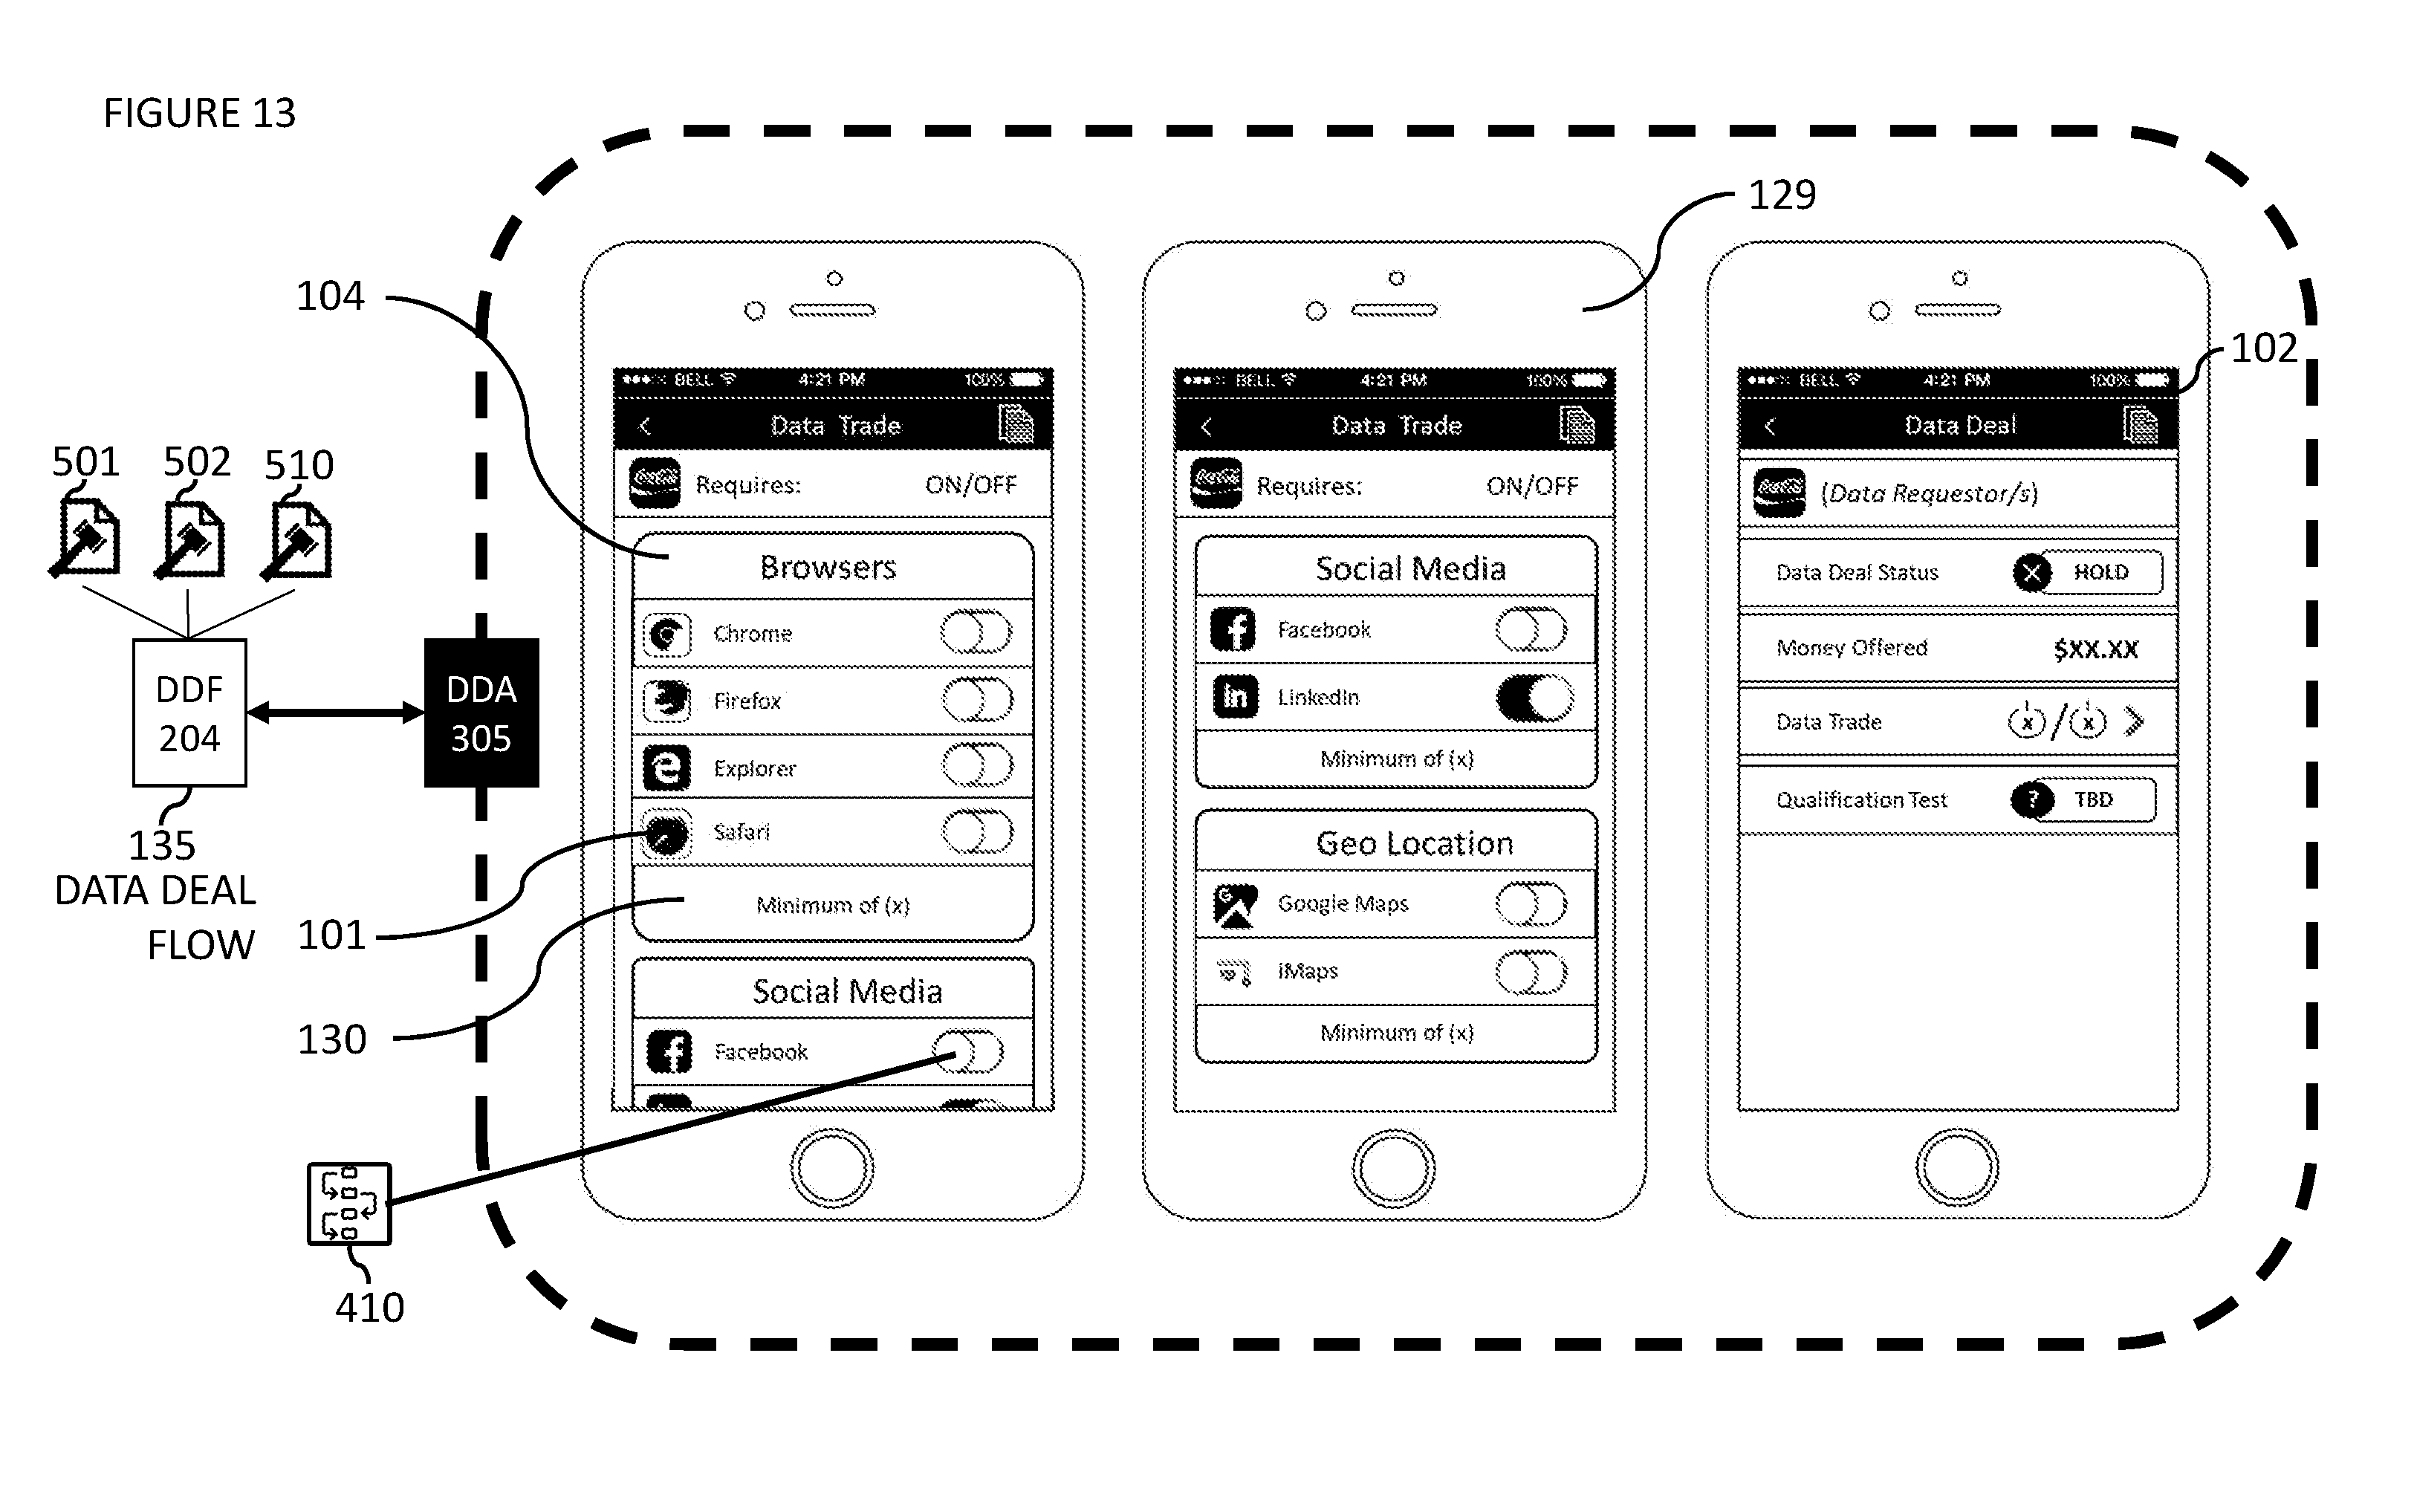 FIGURE 13
129
104
102
501 502 510
DDF
204
DDA
305
135
DATA DEAL
FLOW
101
130
410
BELL 4:21 PM 100%
< Data Trade
Requires: ON/OFF
Browsers
Chrome
Firefox
Explorer
Safari
Minimum of (x)
Social Media
Facebook
BELL 4:21 PM 100%
< Data Trade
Requires: ON/OFF
Social Media
Facebook
in LinkedIn
Minimum of (x)
Geo Location
G Google Maps
iMaps
Minimum of (x)
BELL 4:21 PM 100%
< Data Deal
(Data Requestor/s)
Data Deal Status X HOLD
Money Offered $XX.XX
Data Trade x / x >
Qualification Test ? TBD